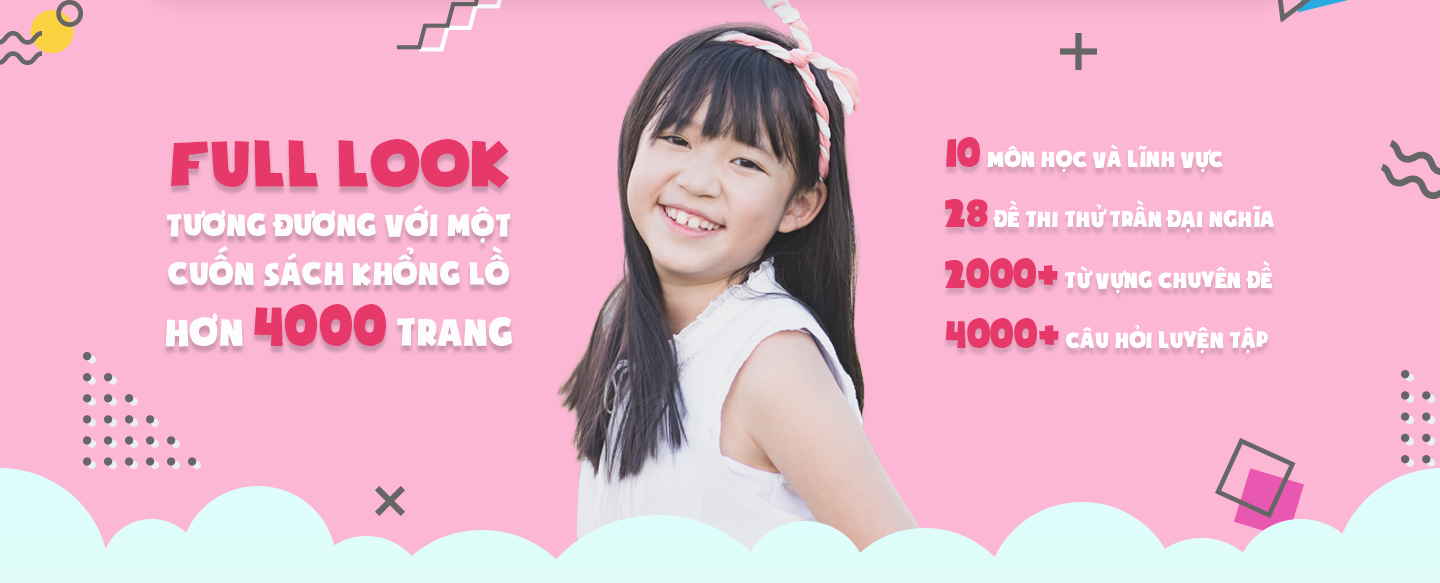 FULL LOOK
TƯƠNG ĐƯƠNG VỚI MỘT
CUỐN SÁCH KHỔNG LỒ
HƠN 4000 TRANG
10 MÔN HỌC VÀ LĨNH VỰC
28 ĐỀ THI THỬ TRẦN ĐẠI NGHĨA
2000+ TỪ VỰNG CHUYÊN ĐỀ
4000+ CÂU HỎI LUYỆN TẬP